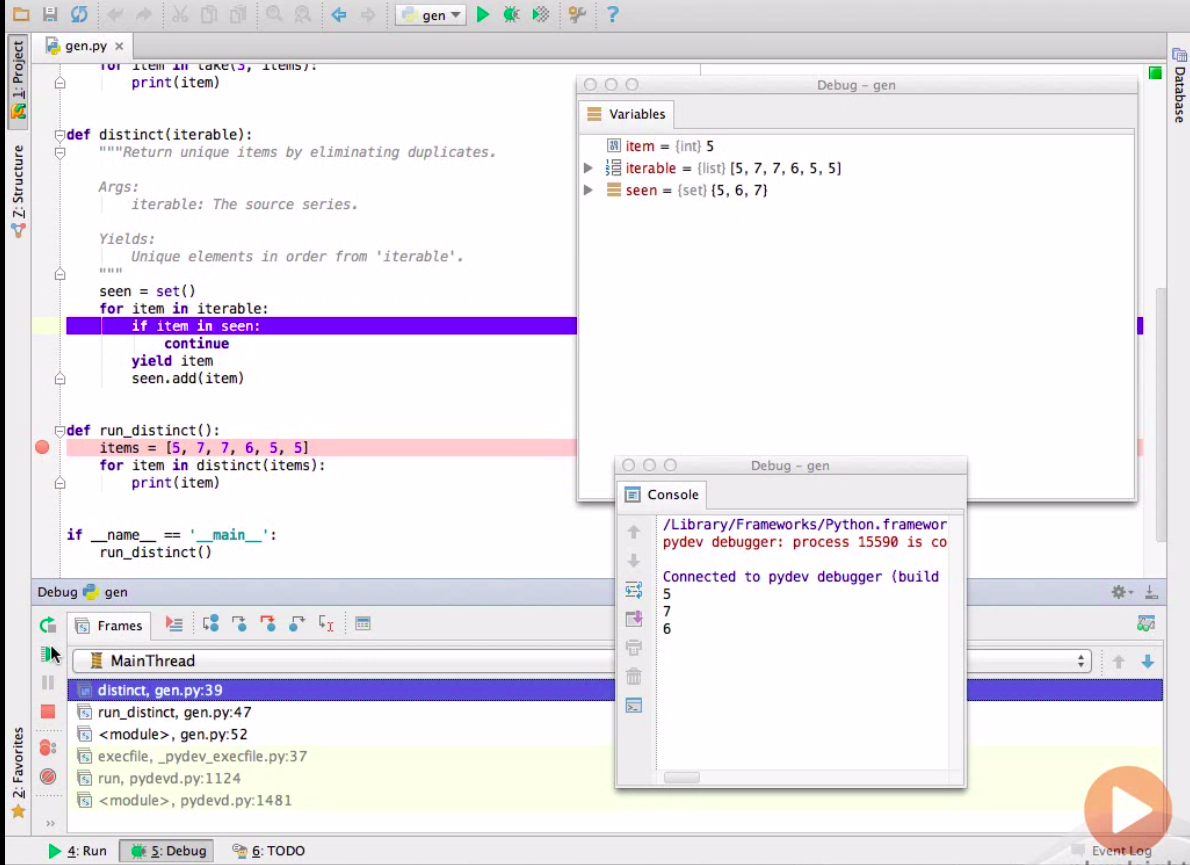 gen
1: Project
gen.py
for item in take(3, items):
print(item)
def distinct(iterable):
"""Return unique items by eliminating duplicates.
Args:
iterable: The source series.
Yields:
Unique elements in order from 'iterable'.
"""
seen = set()
for item in iterable:
if item in seen:
continue
yield item
seen.add(item)
def run_distinct():
items = [5, 7, 7, 6, 5, 5]
for item in distinct(items):
print(item)
if __name__ == '__main__':
run_distinct()
Z: Structure
2: Favorites
Database
Debug – gen
Variables
item = {int} 5
iterable = {list} [5, 7, 7, 6, 5, 5]
seen = {set} {5, 6, 7}
Debug – gen
Console
/Library/Frameworks/Python.framewor
pydev debugger: process 15590 is co
Connected to pydev debugger (build
5
7
6
Debug gen
Frames
MainThread
distinct, gen.py:39
run_distinct, gen.py:47
<module>, gen.py:52
execfile, _pydev_execfile.py:37
run, pydevd.py:1124
<module>, pydevd.py:1481
4: Run
5: Debug
6: TODO
Event Log